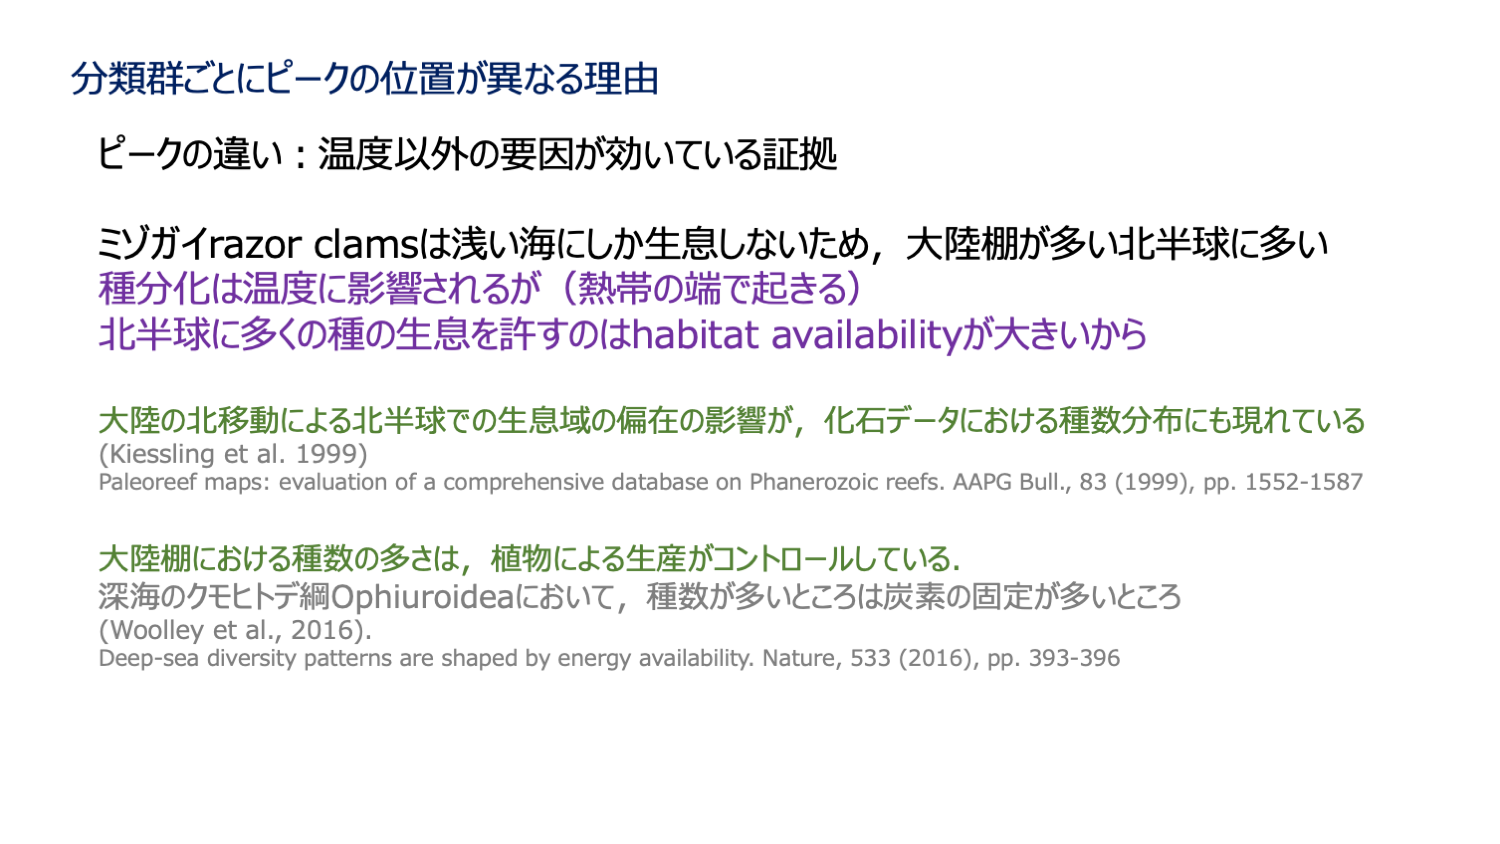 分類群ごとにピークの位置が異なる理由
ピークの違い：温度以外の要因が効いている証拠
ミゾガイrazor clamsは浅い海にしか生息しないため，大陸棚が多い北半球に多い
種分化は温度に影響されるが（熱帯の端で起きる）
北半球に多くの種の生息を許すのはhabitat availabilityが大きいから
大陸の北移動による北半球での生息域の偏在の影響が，化石データにおける種数分布にも現れている
(Kiessling et al. 1999)
Paleoreef maps: evaluation of a comprehensive database on Phanerozoic reefs. AAPG Bull., 83 (1999), pp. 1552-1587
大陸棚における種数の多さは，植物による生産がコントロールしている．
深海のクモヒトデ綱Ophiuroideaにおいて，種数が多いところは炭素の固定が多いところ
(Woolley et al., 2016).
Deep-sea diversity patterns are shaped by energy availability. Nature, 533 (2016), pp. 393-396